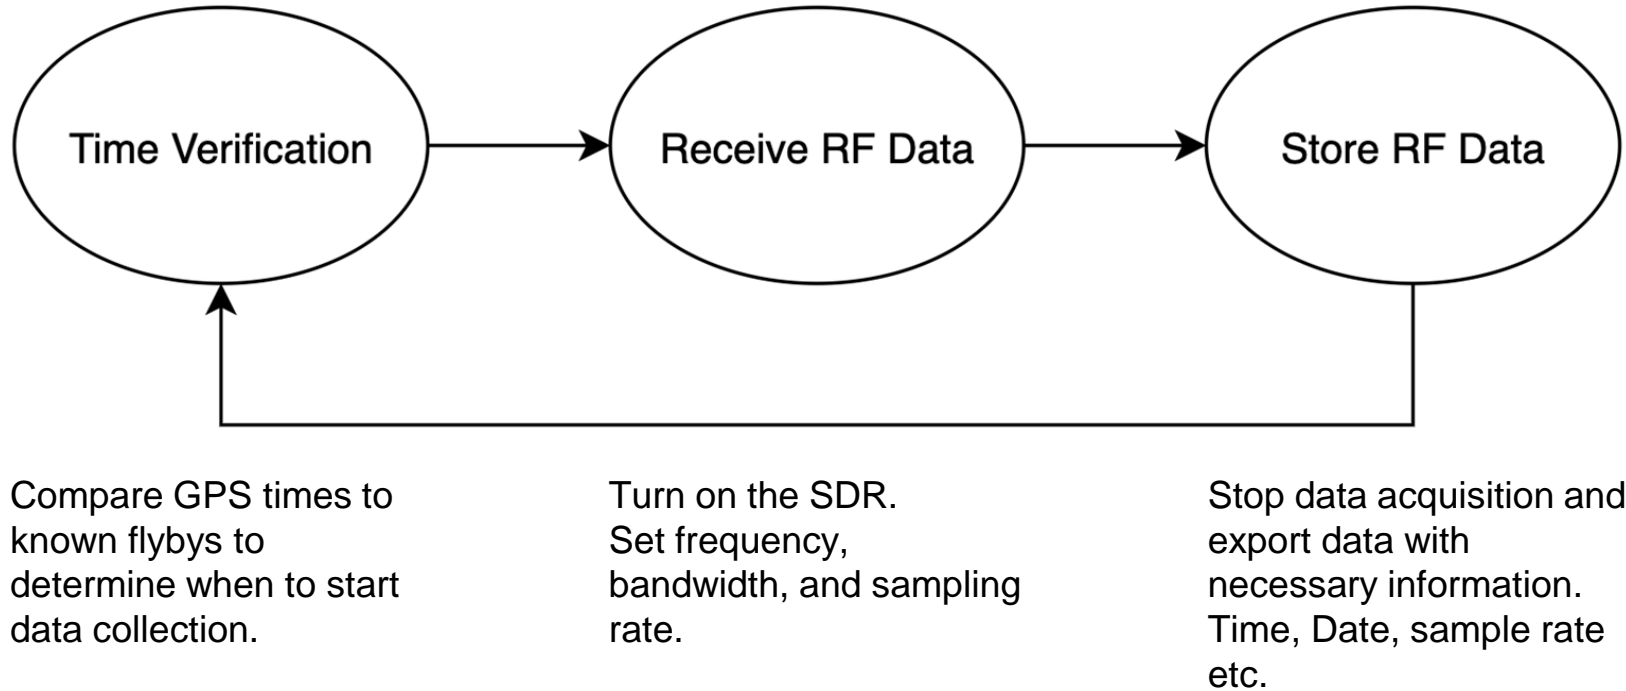 Time Verification
Receive RF Data
Store RF Data
Compare GPS times to
known flybys to
determine when to start
data collection.
Turn on the SDR.
Set frequency,
bandwidth, and sampling
rate.
Stop data acquisition and
export data with
necessary information.
Time, Date, sample rate
etc.